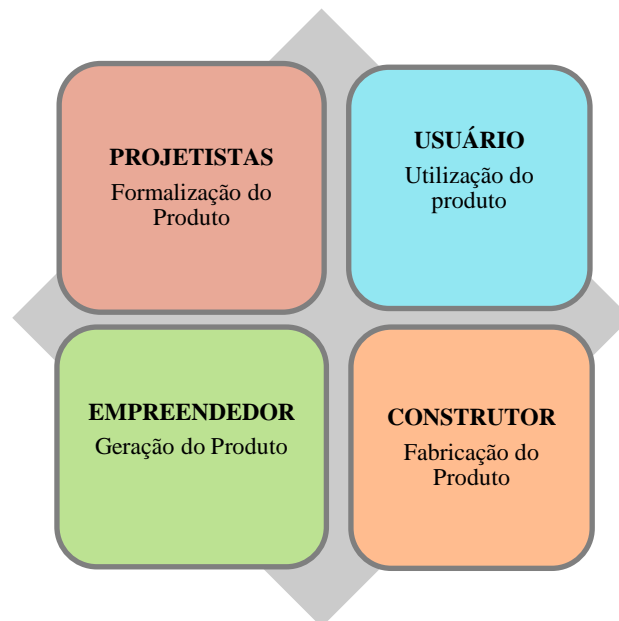 PROJETISTAS
Formalização do
Produto
USUÁRIO
Utilização do
produto
EMPREENDEDOR
Geração do Produto
CONSTRUTOR
Fabricação do
Produto